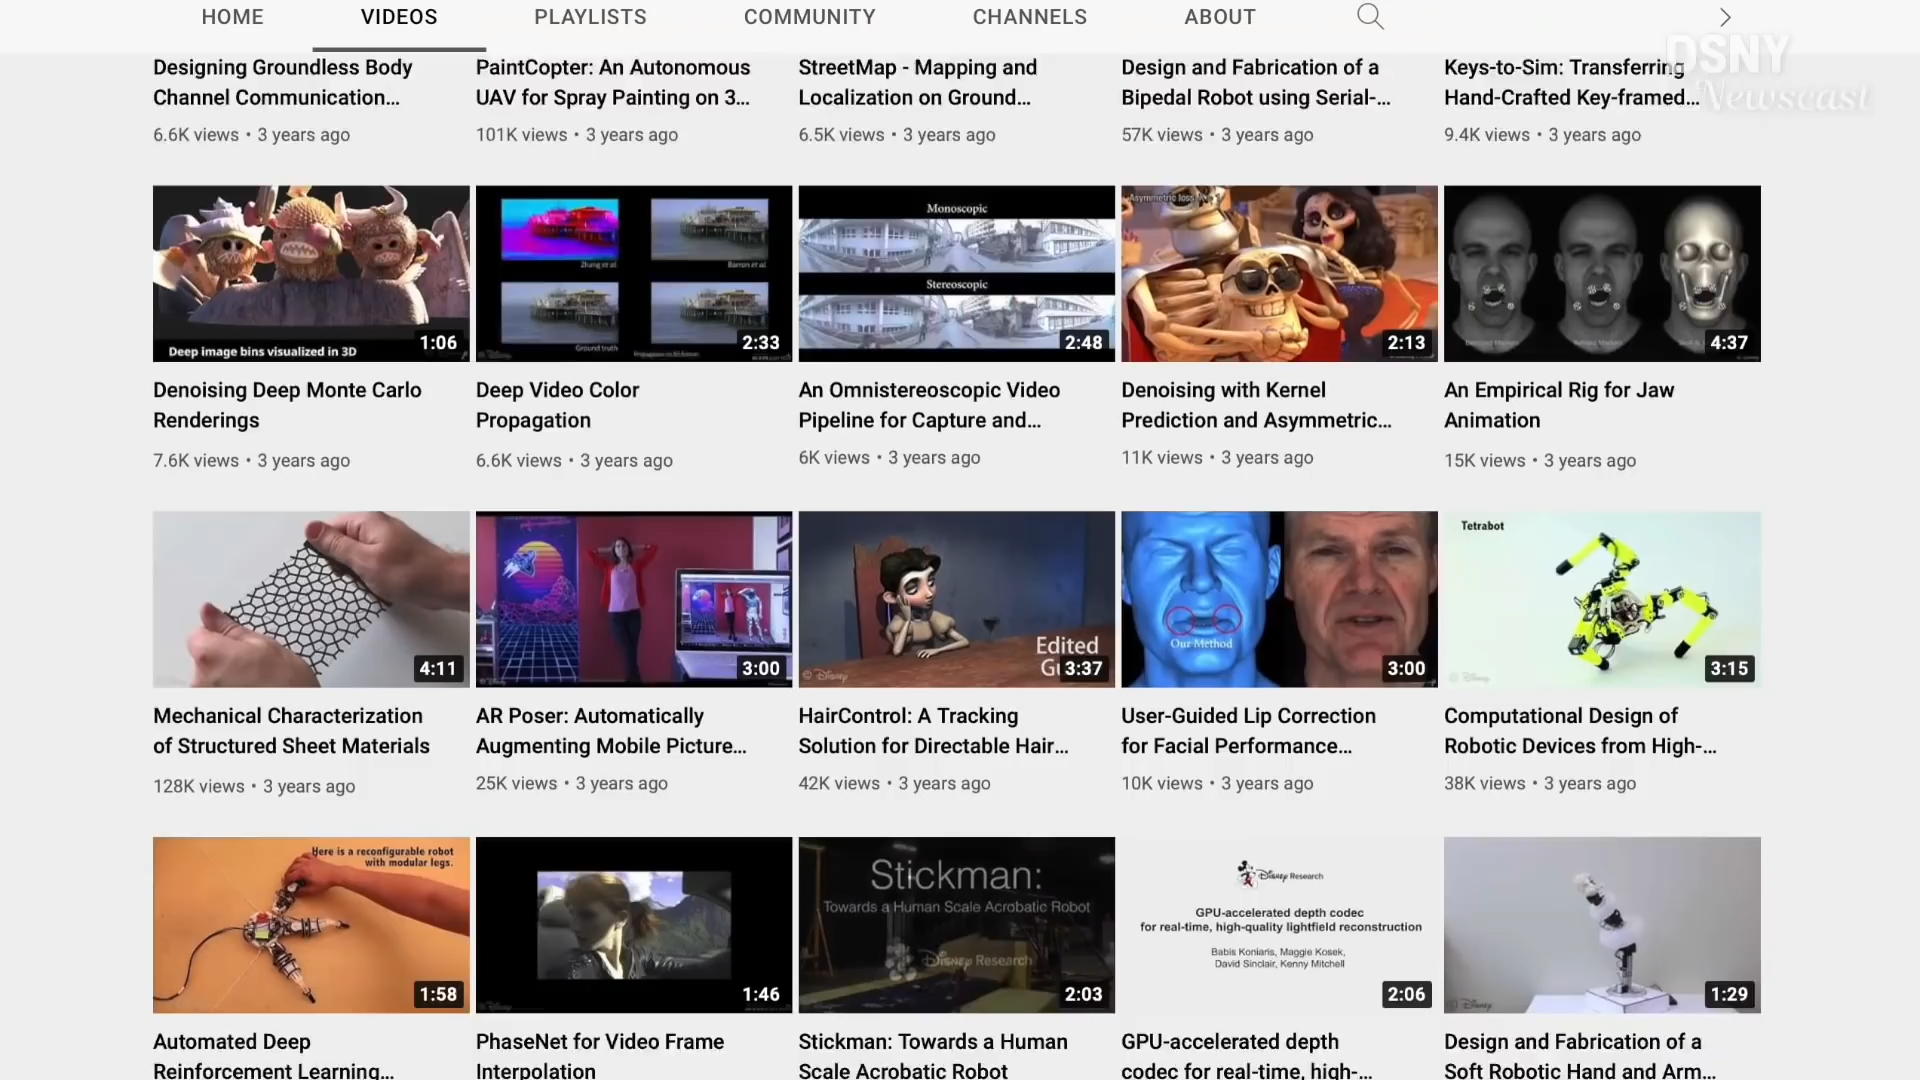 HOME VIDEOS PLAYLISTS COMMUNITY CHANNELS ABOUT
DSNY
Newscast
Designing Groundless Body
Channel Communication...
6.6K views • 3 years ago
PaintCopter: An Autonomous
UAV for Spray Painting on 3...
101K views • 3 years ago
StreetMap - Mapping and
Localization on Ground...
6.5K views • 3 years ago
Design and Fabrication of a
Bipedal Robot using Serial-...
57K views • 3 years ago
Keys-to-Sim: Transferring
Hand-Crafted Key-framed...
9.4K views • 3 years ago
Deep image bins visualized in 3D
1:06
Denoising Deep Monte Carlo
Renderings
7.6K views • 3 years ago
Zhang et al
Barron et al
Ground truth
2:33
Deep Video Color
Propagation
6.6K views • 3 years ago
Monoscopic
Stereoscopic
2:48
An Omnistereoscopic Video
Pipeline for Capture and...
6K views • 3 years ago
Asymmetric loss
2:13
Denoising with Kernel
Prediction and Asymmetric...
11K views • 3 years ago
4:37
An Empirical Rig for Jaw
Animation
15K views • 3 years ago
4:11
Mechanical Characterization
of Structured Sheet Materials
128K views • 3 years ago
3:00
AR Poser: Automatically
Augmenting Mobile Picture...
25K views • 3 years ago
Edited
G
© Disney
3:37
HairControl: A Tracking
Solution for Directable Hair...
42K views • 3 years ago
Our Method
3:00
User-Guided Lip Correction
for Facial Performance...
10K views • 3 years ago
Tetrabot
© Disney
3:15
Computational Design of
Robotic Devices from High-...
38K views • 3 years ago
Here is a reconfigurable robot
with modular legs.
1:58
Automated Deep
Reinforcement Learning...
1:46
PhaseNet for Video Frame
Interpolation
Stickman:
Towards a Human Scale Acrobatic Robot
Disney Research
2:03
Stickman: Towards a Human
Scale Acrobatic Robot
Disney Research
GPU-accelerated depth codec
for real-time, high-quality lightfield reconstruction
Babis Koniaris, Maggie Kosek,
David Sinclair, Kenny Mitchell
2:06
GPU-accelerated depth
codec for real-time, high-...
© Disney
1:29
Design and Fabrication of a
Soft Robotic Hand and Arm...